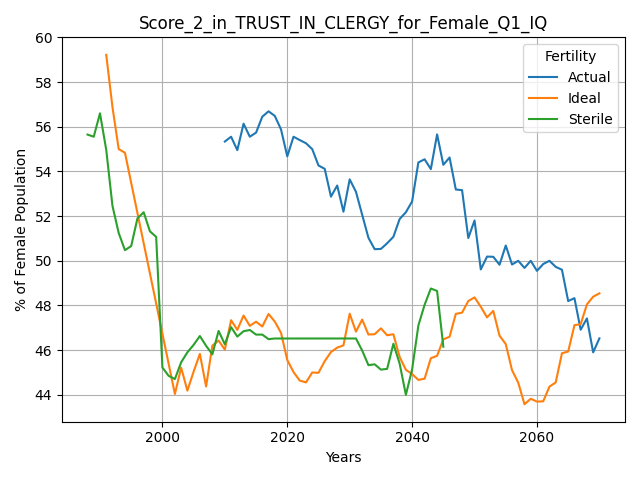 Score_2_in_TRUST_IN_CLERGY_for_Female_Q1_IQ
60
58
56
54
52
50
48
46
44
% of Female Population
Fertility
Actual
Ideal
Sterile
2000 2020 2040 2060
Years